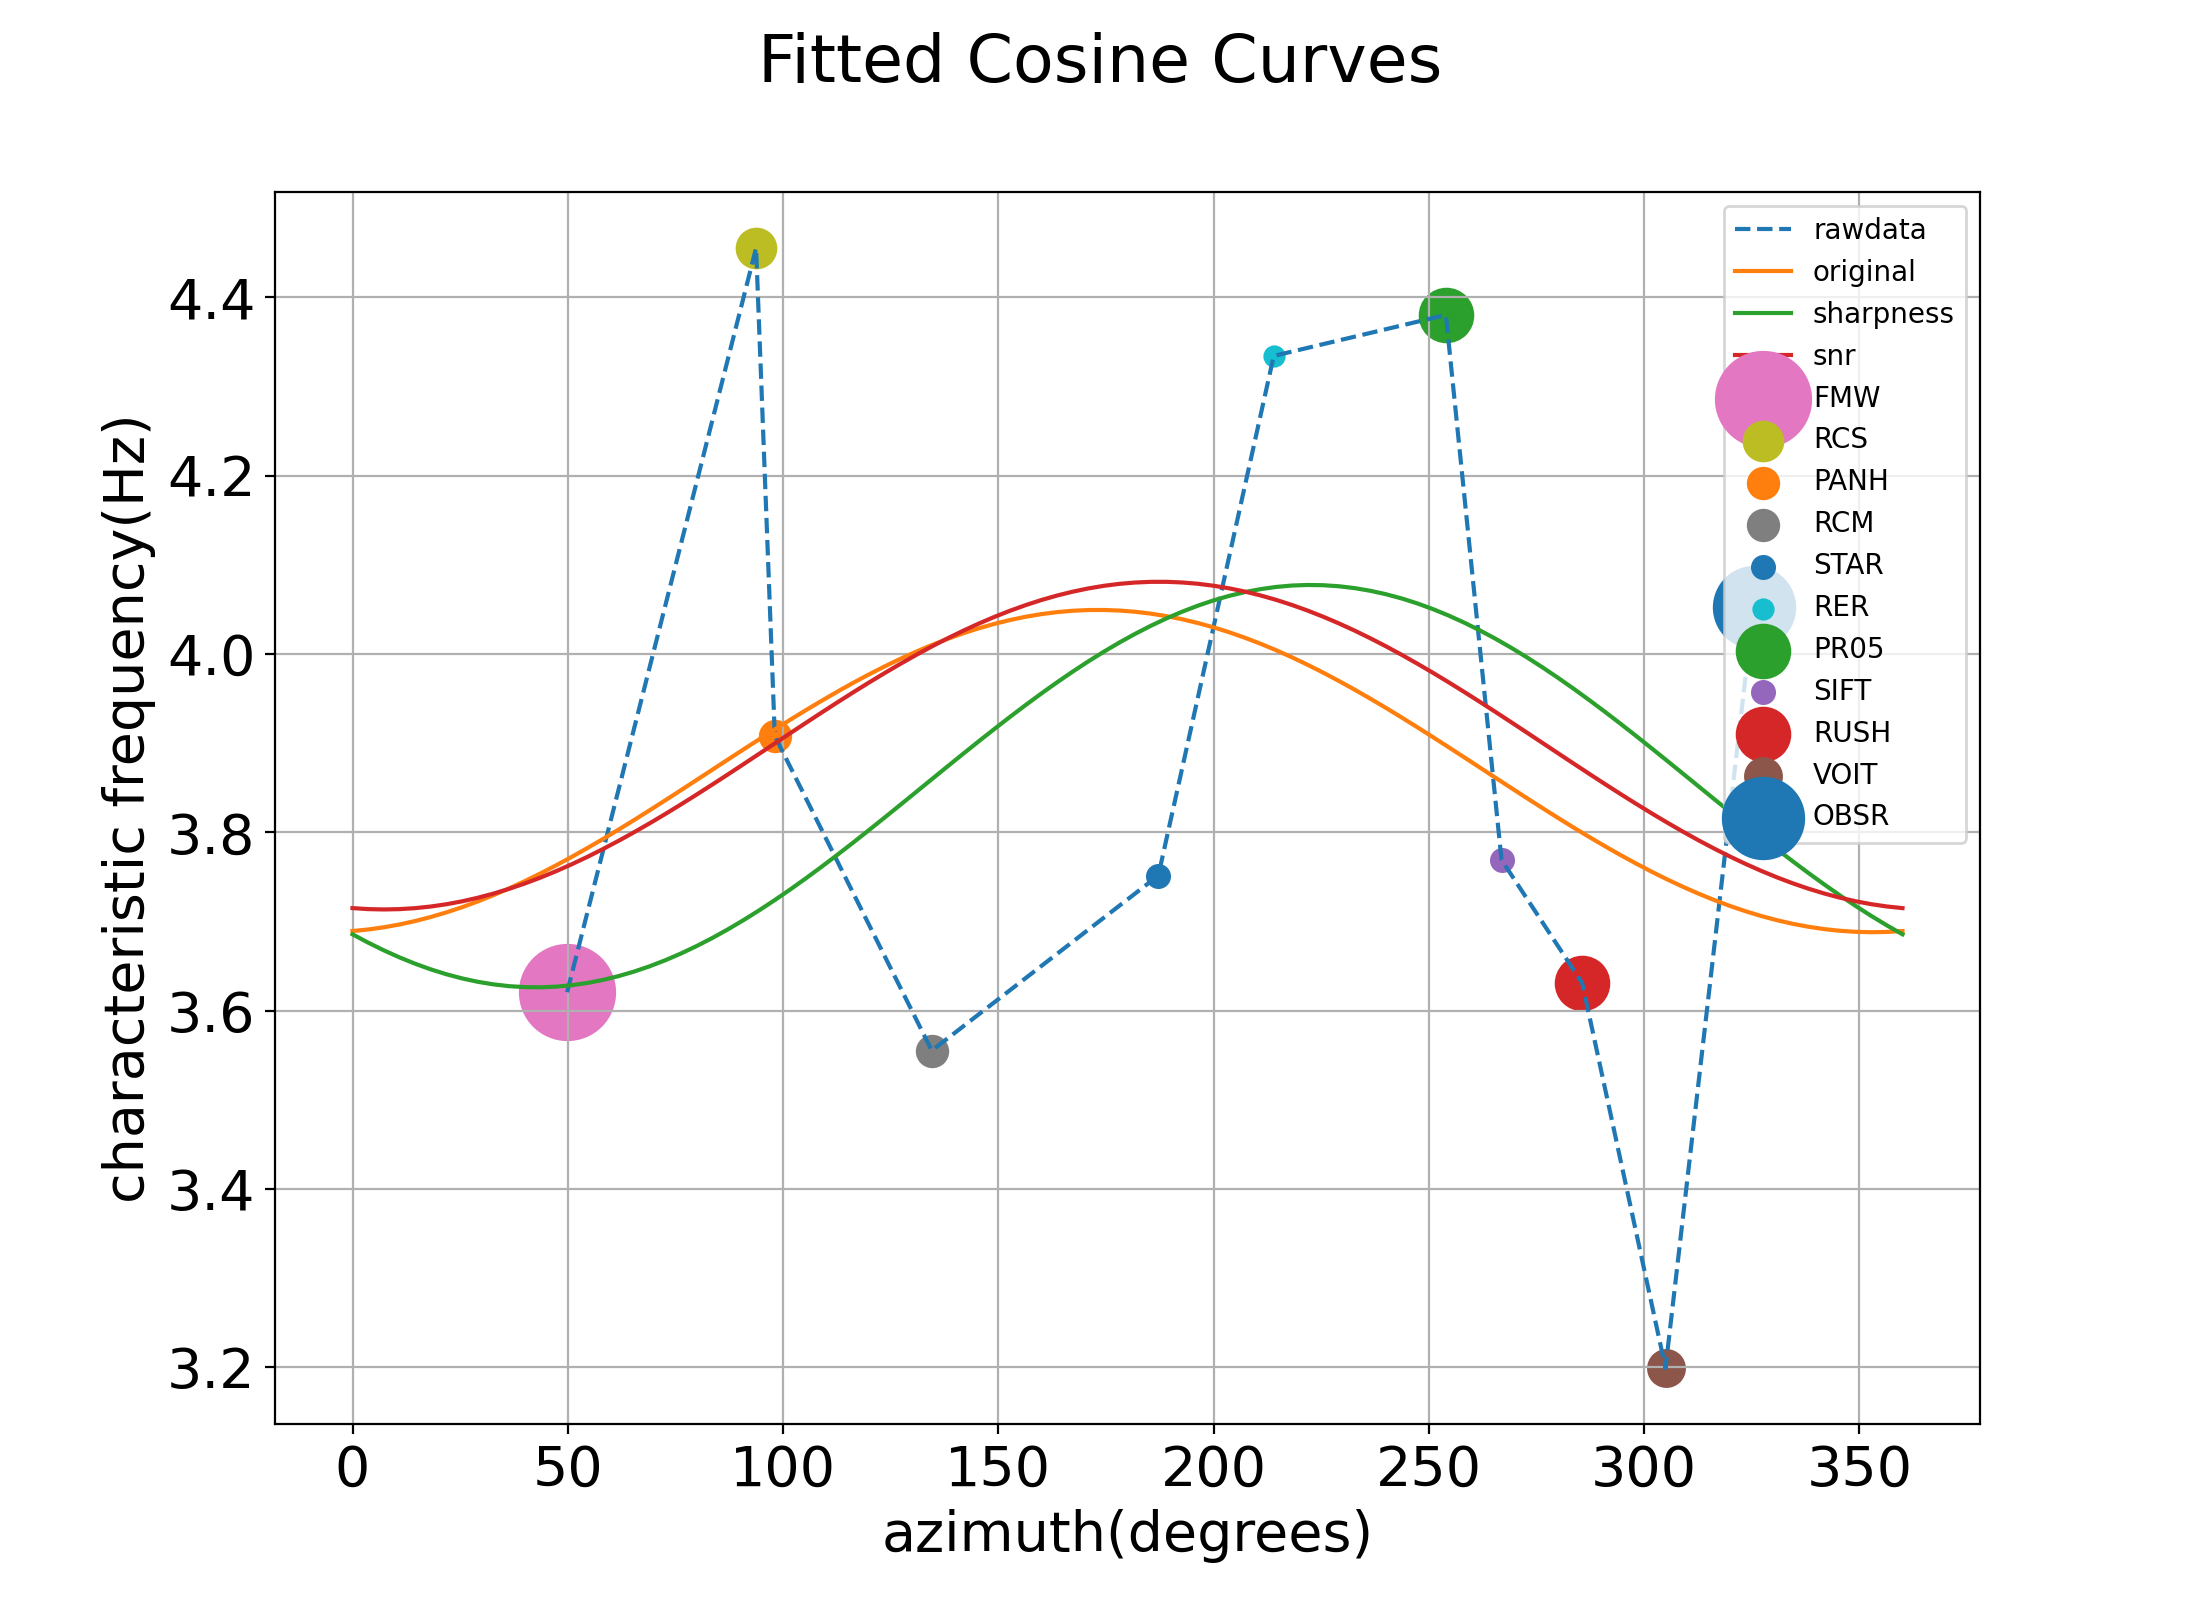 Fitted Cosine Curves
characteristic frequency(Hz)
4.4
4.2
4.0
3.8
3.6
3.4
3.2
0 50 100 150 200 250 300 350
azimuth(degrees)
rawdata
original
sharpness
snr
FMW
RCS
PANH
RCM
STAR
RER
PR05
SIFT
RUSH
VOIT
OBSR